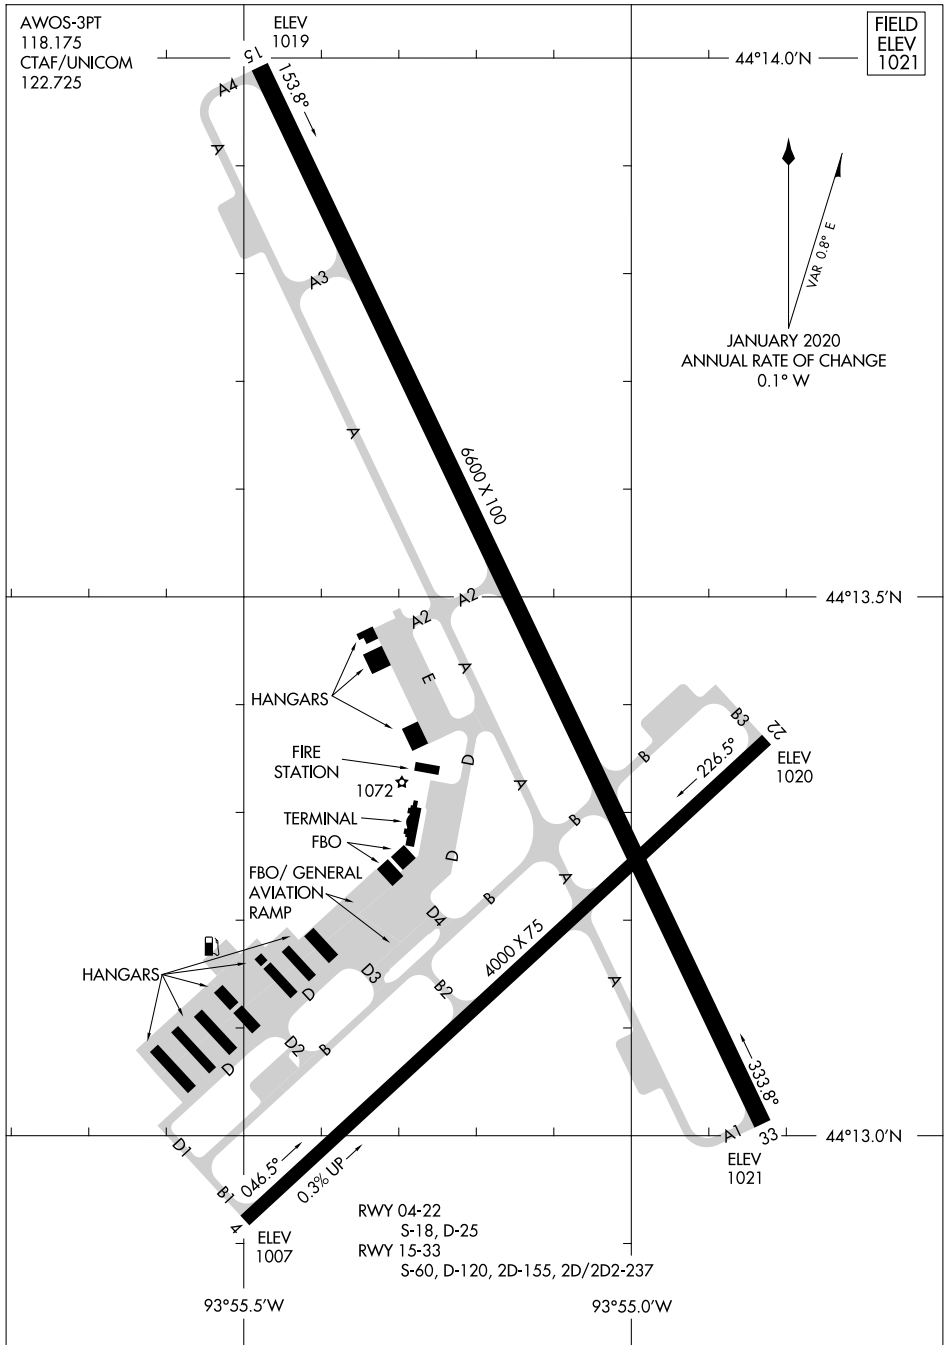 AWOS-3PT
118.175
CTAF/UNICOM
122.725
ELEV
1019
FIELD
ELEV
1021
44°14.0'N
15
153.8°
A4
A
VAR 0.8° E
A3
JANUARY 2020
ANNUAL RATE OF CHANGE
0.1° W
A
6600 X 100
44°13.5'N
A2
A2
A
E
HANGARS
B3
22
FIRE
STATION
D
B
226.5°
ELEV
1020
1072
A
TERMINAL
B
FBO
D
FBO/ GENERAL
AVIATION
RAMP
A
B
D4
4000 X 75
HANGARS
D3
B2
A
D
D2
B
D
333.8°
D1
A1
33
44°13.0'N
ELEV
1021
046.5°
0.3% UP
B1
4
ELEV
1007
RWY 04-22
S-18, D-25
RWY 15-33
S-60, D-120, 2D-155, 2D/2D2-237
93°55.5'W
93°55.0'W